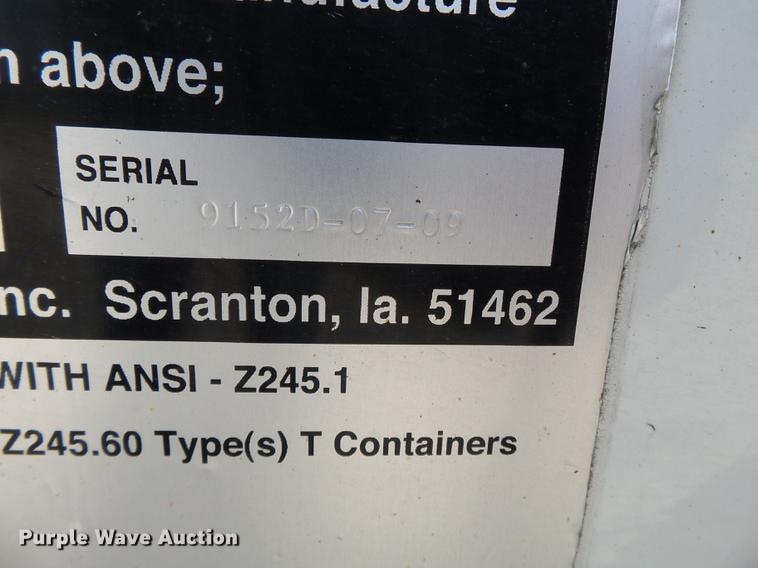 above;
SERIAL
NO. 9152D-07-09
Inc. Scranton, Ia. 51462
WITH ANSI - Z245.1
Z245.60 Type(s) T Containers
Purple Wave Auction